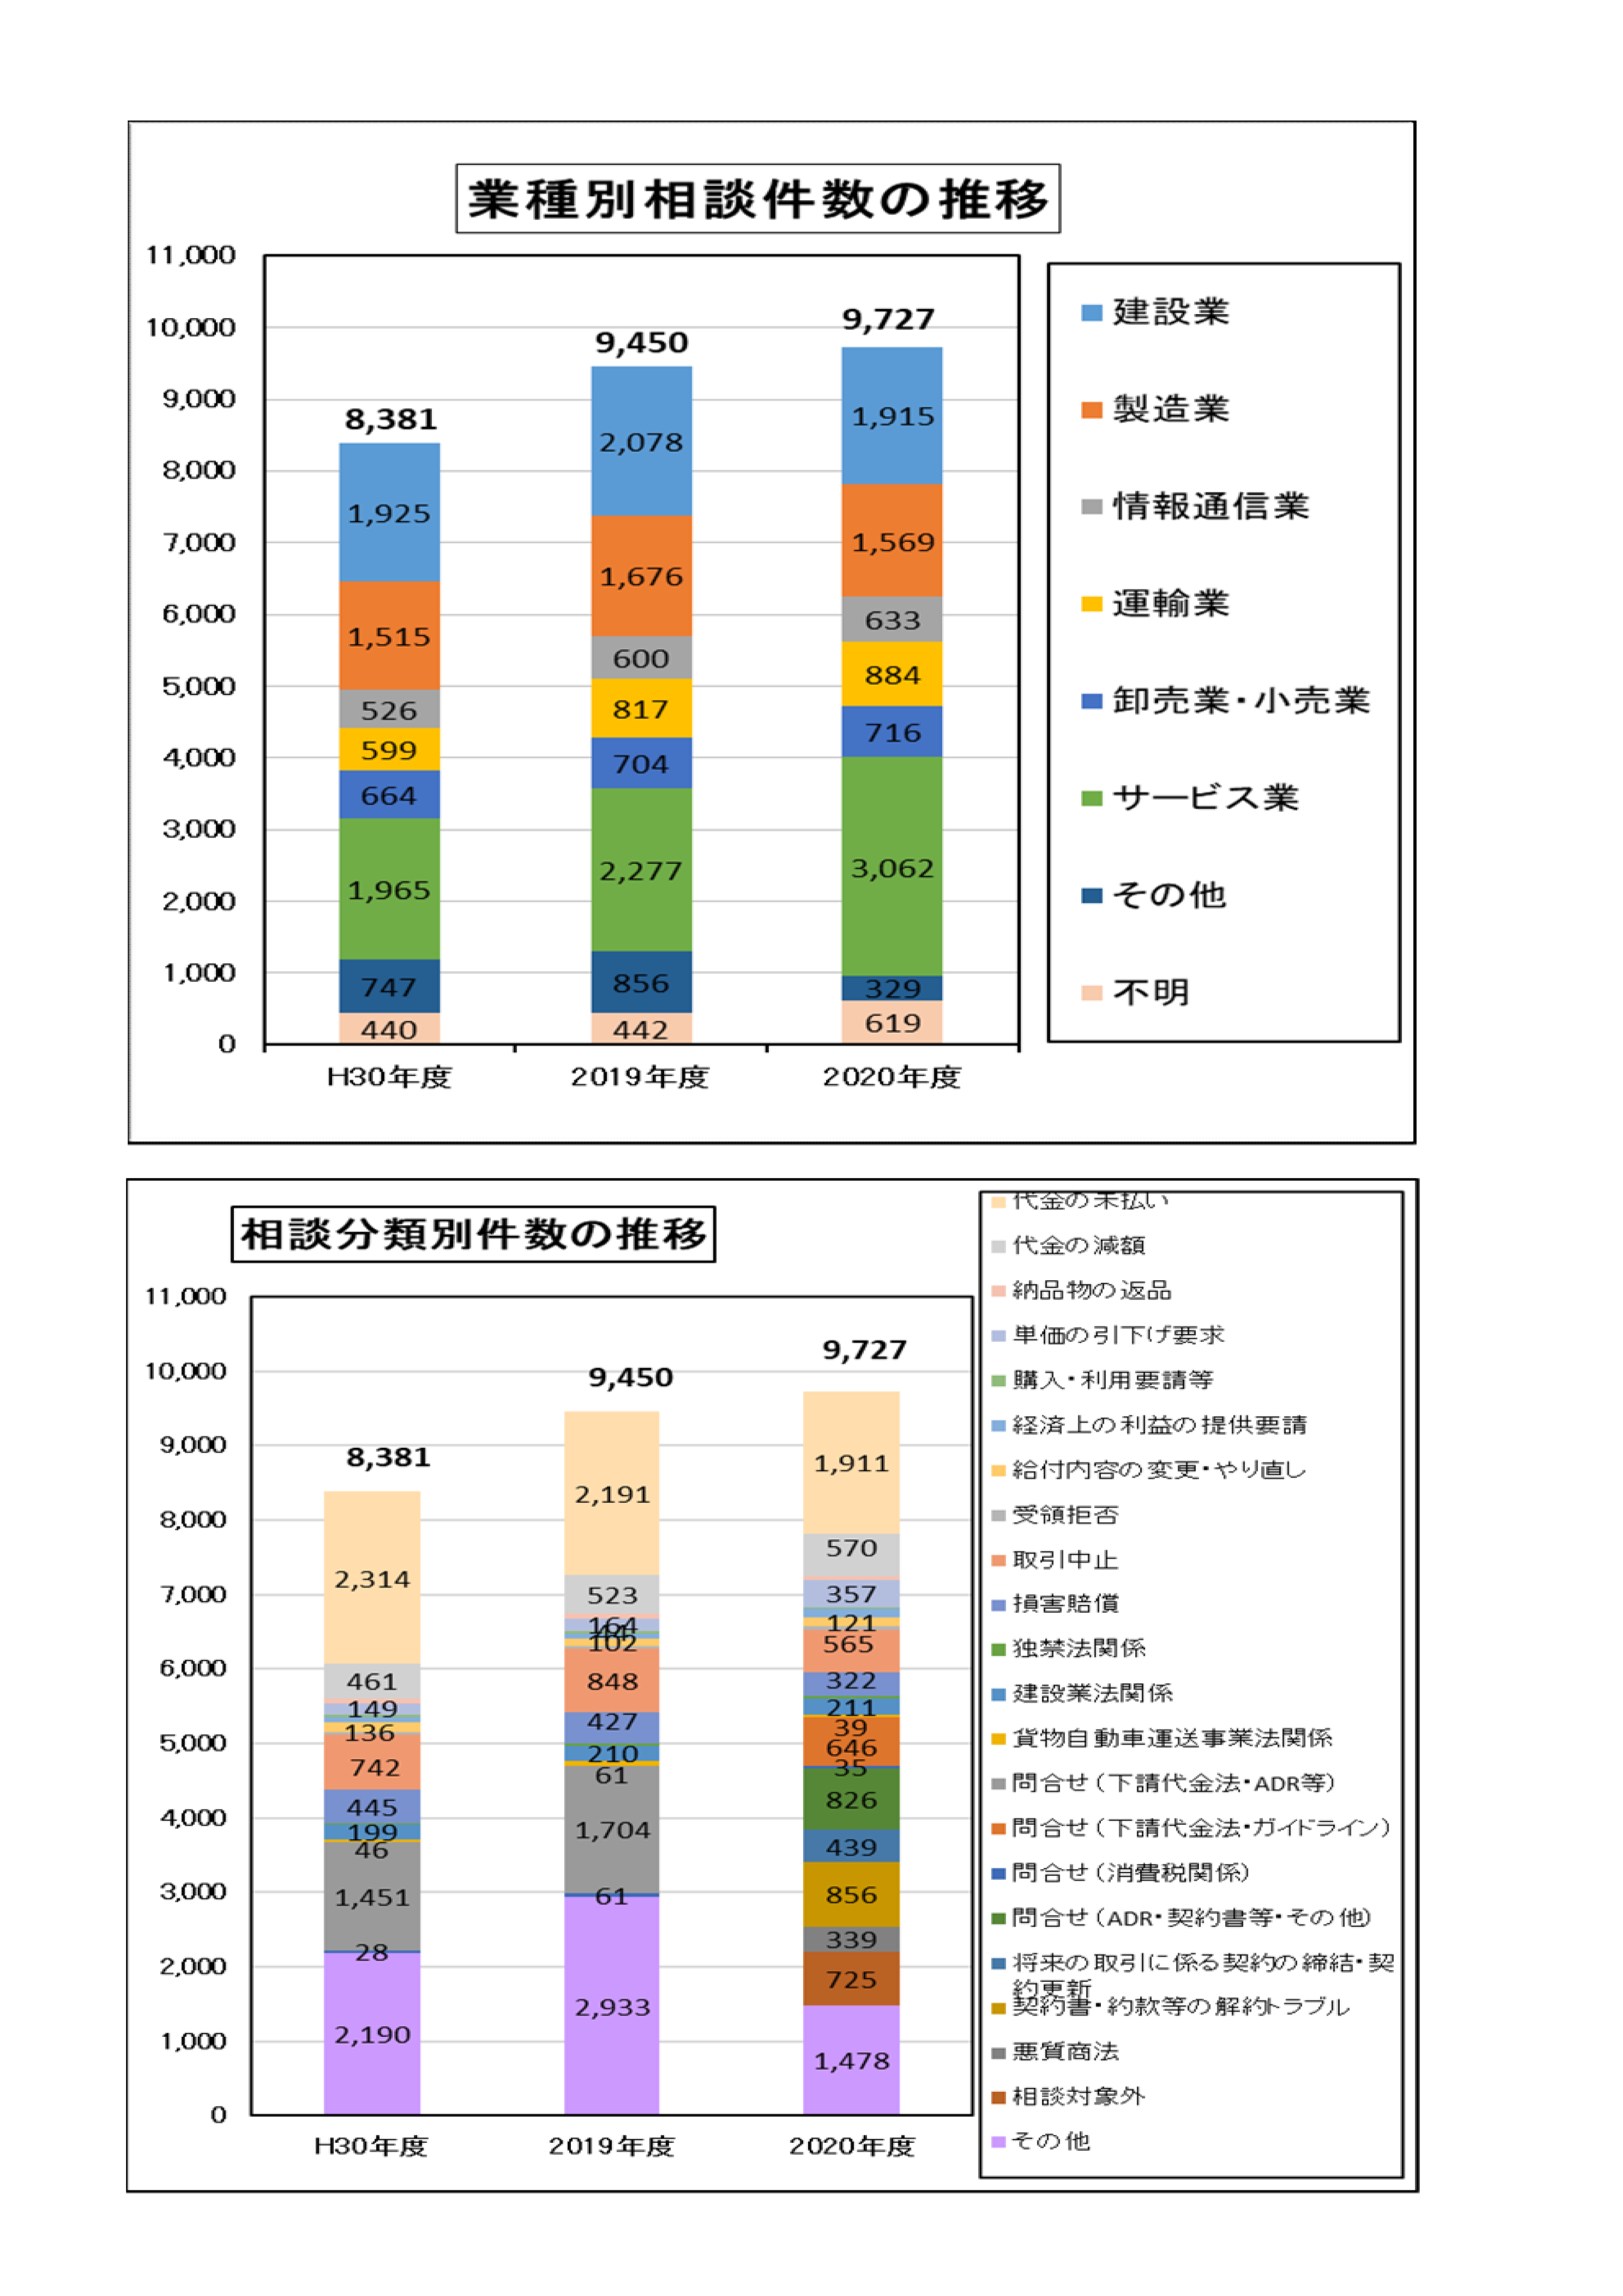 業種別相談件数の推移
11,000
10,000
9,000
8,000
7,000
6,000
5,000
4,000
3,000
2,000
1,000
0
8,381
1,925
1,515
526
599
664
1,965
747
440
9,450
2,078
1,676
600
817
704
2,277
856
442
9,727
1,915
1,569
633
884
716
3,062
329
619
H30年度
2019年度
2020年度
建設業
製造業
情報通信業
運輸業
卸売業・小売業
サービス業
その他
不明
相談分類別件数の推移
11,000
10,000
9,000
8,000
7,000
6,000
5,000
4,000
3,000
2,000
1,000
0
8,381
2,314
461
149
136
742
445
199
46
1,451
28
2,190
9,450
2,191
523
164
44
102
848
427
210
61
1,704
61
2,933
9,727
1,911
570
357
121
565
322
211
39
646
35
826
439
856
339
725
1,478
H30年度
2019年度
2020年度
代金の未払い
代金の減額
納品物の返品
単価の引下げ要求
購入・利用要請等
経済上の利益の提供要請
給付内容の変更・やり直し
受領拒否
取引中止
損害賠償
独禁法関係
建設業法関係
貨物自動車運送事業法関係
問合せ（下請代金法・ADR等）
問合せ（下請代金法・ガイドライン）
問合せ（消費税関係）
問合せ（ADR・契約書等・その他）
将来の取引に係る契約の締結・契
約更新
契約書・約款等の解約トラブル
悪質商法
相談対象外
その他